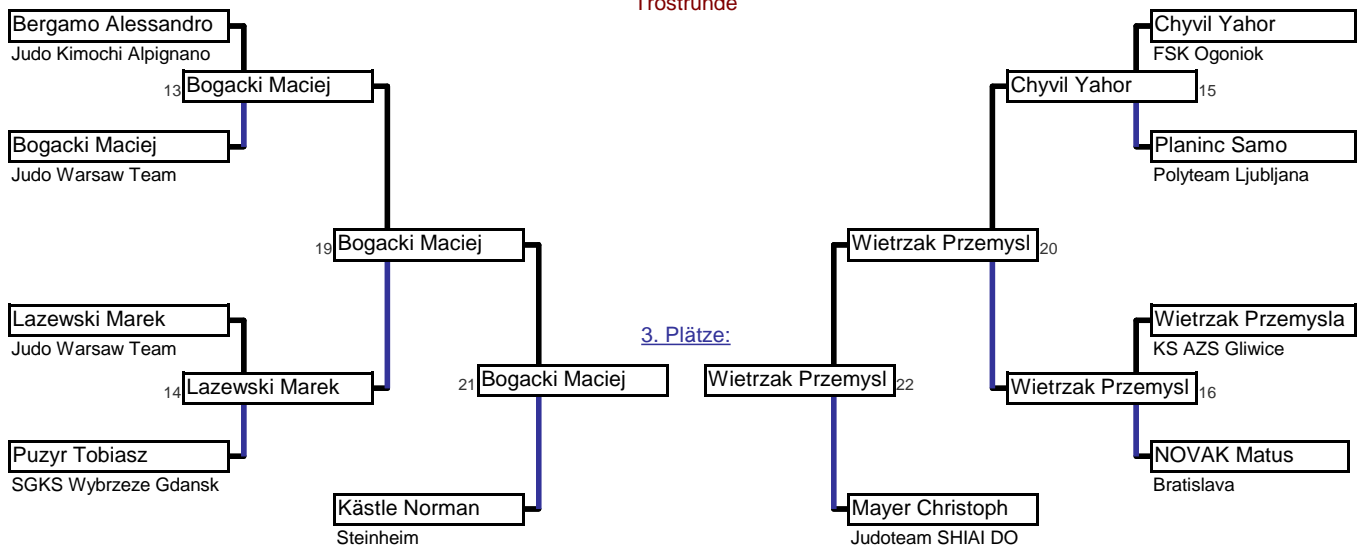 Trostrunde
Bergamo Alessandro
Judo Kimochi Alpignano
13 Bogacki Maciej
Bogacki Maciej
Judo Warsaw Team
19 Bogacki Maciej
Lazewski Marek
Judo Warsaw Team
14 Lazewski Marek
Puzyr Tobiasz
SGKS Wybrzeze Gdansk
21 Bogacki Maciej
Kästle Norman
Steinheim
3. Plätze:
Chyvil Yahor
FSK Ogoniok
Chyvil Yahor 15
Planinc Samo
Polyteam Ljubljana
Wietrzak Przemysl 20
Wietrzak Przemysla
KS AZS Gliwice
Wietrzak Przemysl 22
Wietrzak Przemysl 16
NOVAK Matus
Bratislava
Mayer Christoph
Judoteam SHIAI DO